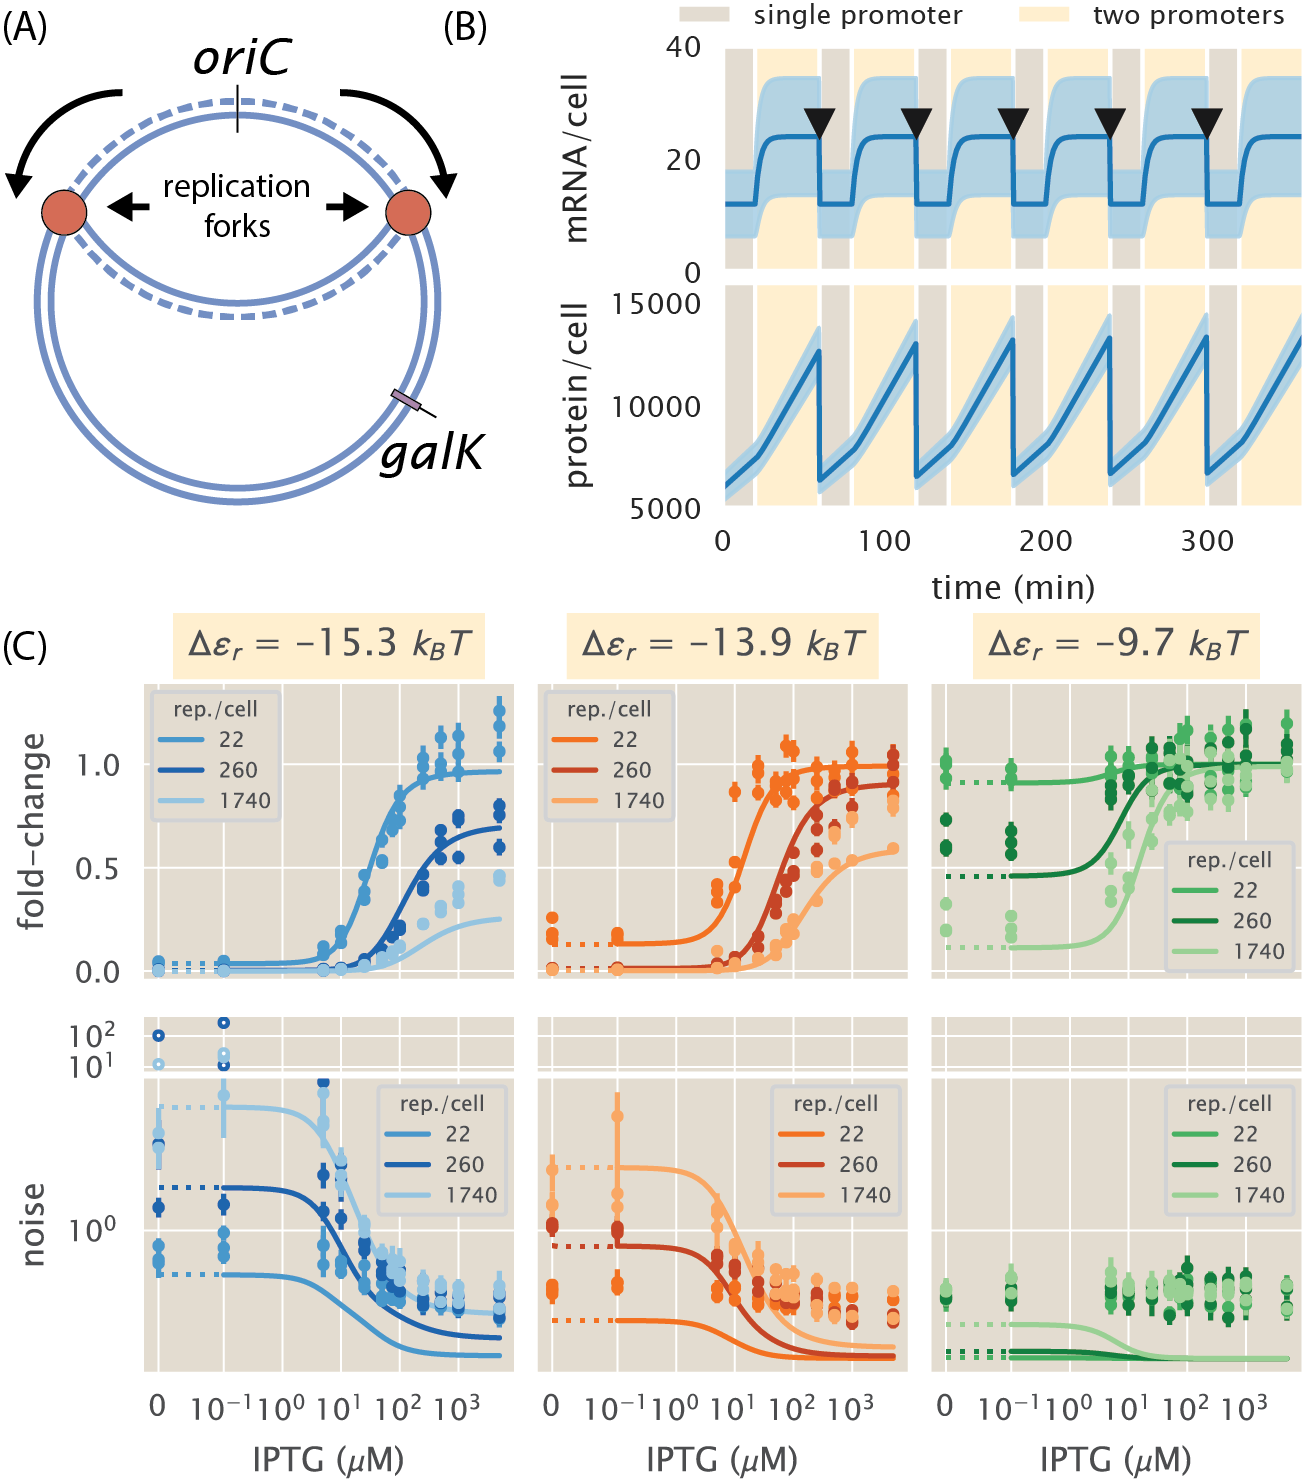 (A)
oriC
replication
forks
galK
(B)
single promoter
two promoters
mRNA/cell
40
20
0
protein/cell
15000
10000
5000
0 100 200 300
time (min)
(C)
Δεr = −15.3 kBT
Δεr = −13.9 kBT
Δεr = −9.7 kBT
fold–change
1.0
0.5
0.0
rep./cell
22
260
1740
rep./cell
22
260
1740
rep./cell
22
260
1740
noise
10²
10¹
10⁰
rep./cell
22
260
1740
rep./cell
22
260
1740
rep./cell
22
260
1740
0 10⁻¹ 10⁰ 10¹ 10² 10³
0 10⁻¹ 10⁰ 10¹ 10² 10³
0 10⁻¹ 10⁰ 10¹ 10² 10³
IPTG (μM)
IPTG (μM)
IPTG (μM)